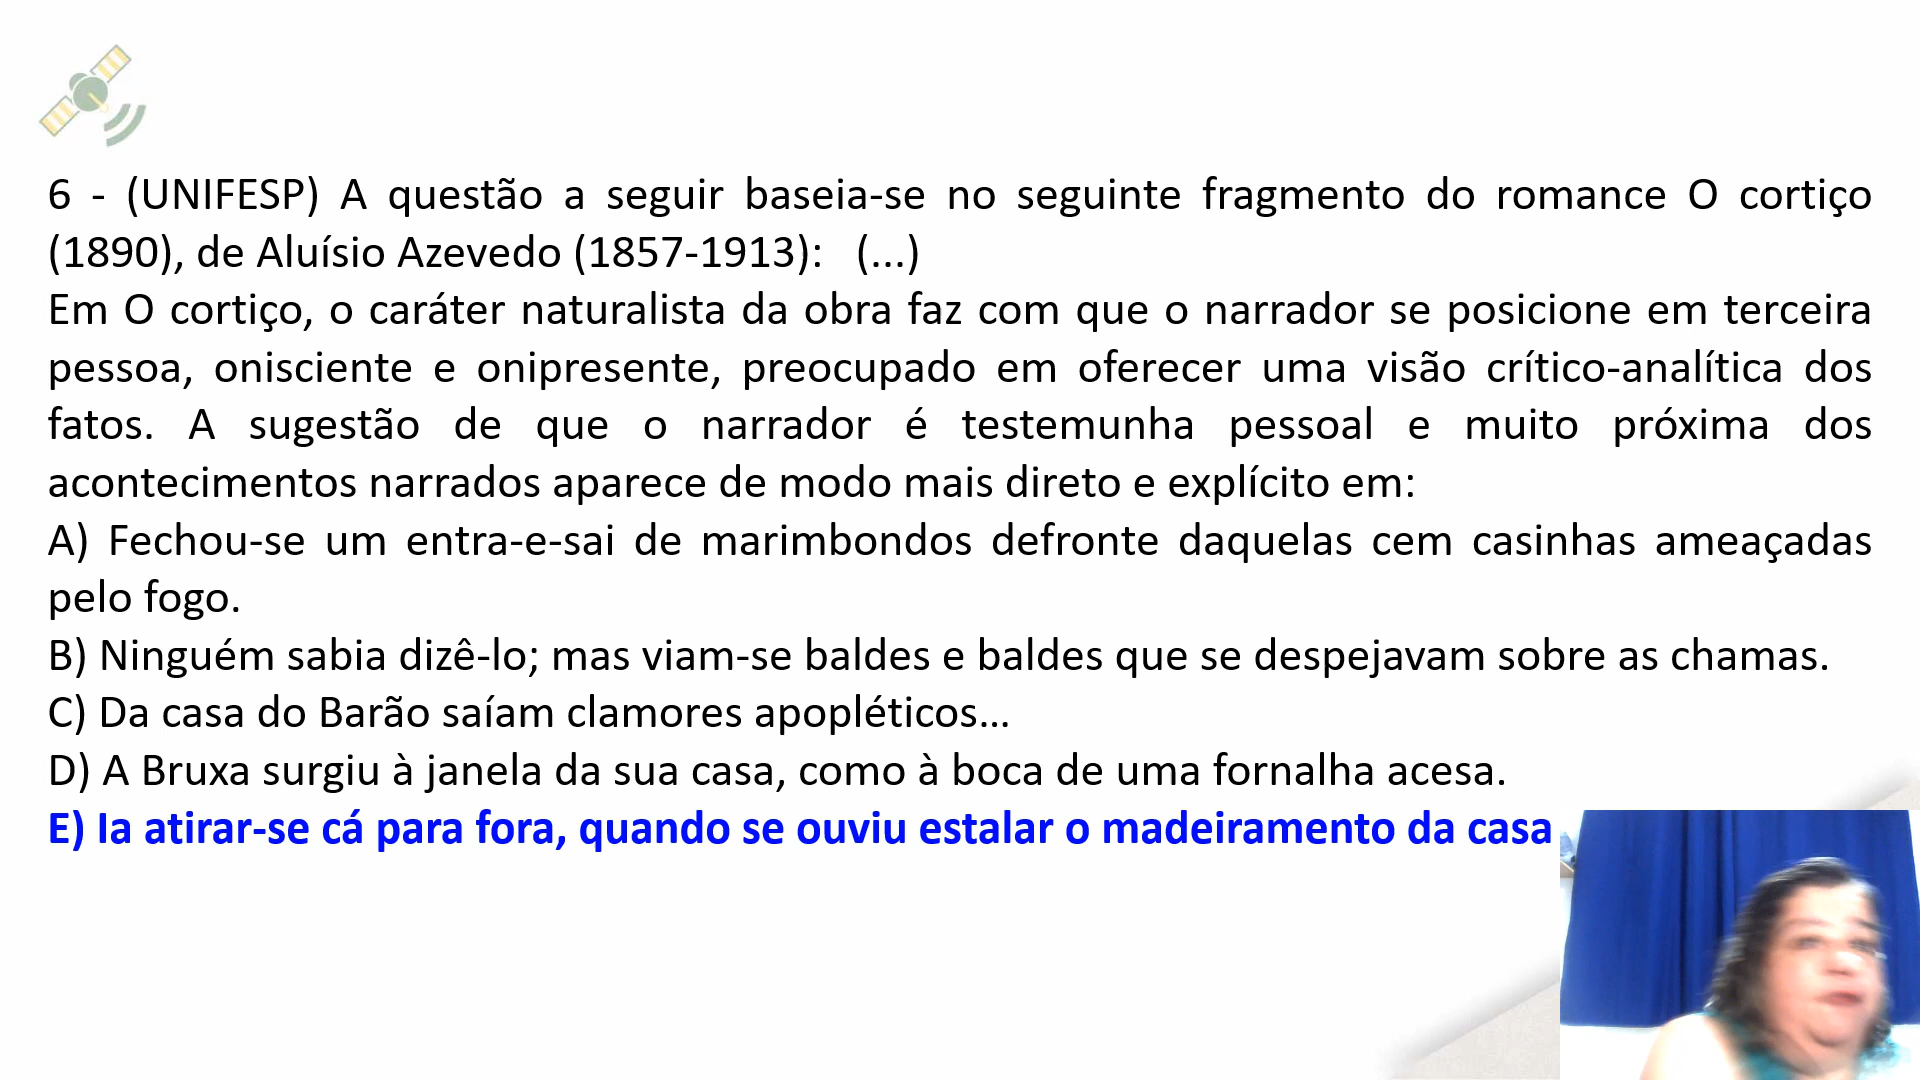 6 - (UNIFESP) A questão a seguir baseia-se no seguinte fragmento do romance O cortiço
(1890), de Aluísio Azevedo (1857-1913): (...)
Em O cortiço, o caráter naturalista da obra faz com que o narrador se posicione em terceira
pessoa, onisciente e onipresente, preocupado em oferecer uma visão crítico-analítica dos
fatos. A sugestão de que o narrador é testemunha pessoal e muito próxima dos
acontecimentos narrados aparece de modo mais direto e explícito em:
A) Fechou-se um entra-e-sai de marimbondos defronte daquelas cem casinhas ameaçadas
pelo fogo.
B) Ninguém sabia dizê-lo; mas viam-se baldes e baldes que se despejavam sobre as chamas.
C) Da casa do Barão saíam clamores apopléticos...
D) A Bruxa surgiu à janela da sua casa, como à boca de uma fornalha acesa.
E) Ia atirar-se cá para fora, quando se ouviu estalar o madeiramento da casa